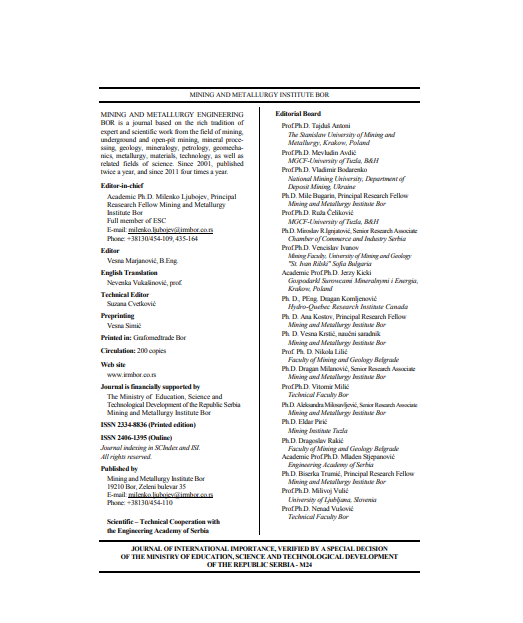 MINING AND METALLURGY INSTITUTE BOR
MINING AND METALLURGY ENGINEERING
BOR is a journal based on the rich tradition of
expert and scientific work from the field of mining,
underground and open-pit mining, mineral proce-
ssing, geology, mineralogy, petrology, geomecha-
nics, metallurgy, materials, technology, as well as
related fields of science. Since 2001, published
twice a year, and since 2011 four times a year.
Editor-in-chief
Academic Ph.D. Milenko Ljubojev, Principal
Reasearch Fellow Mining and Metallurgy
Institute Bor
Full member of ESC
E-mail: milenko.ljubojev@irmbor.co.rs
Phone: +38130/454-109, 435-164
Editor
Vesna Marjanović, B.Eng.
English Translation
Nevenka Vukašinović, prof.
Technical Editor
Suzana Cvetković
Preprinting
Vesna Simić
Printed in: Grafomedtrade Bor
Circulation: 200 copies
Web site
www.irmbor.co.rs
Journal is financially supported by
The Ministry of Education, Science and
Technological Development of the Republic Serbia
Mining and Metallurgy Institute Bor
ISSN 2334-8836 (Printed edition)
ISSN 2406-1395 (Online)
Journal indexing in SCIndex and ISI.
All rights reserved.
Published by
Mining and Metallurgy Institute Bor
19210 Bor, Zeleni bulevar 35
E-mail: milenko.ljubojev@irmbor.co.rs
Phone: +38130/454-110
Scientific – Technical Cooperation with
the Engineering Academy of Serbia
Editorial Board
Prof.Ph.D. Tajduš Antoni
The Stanislaw University of Mining and
Metallurgy, Krakow, Poland
Prof.Ph.D. Mevludin Avdić
MGCF-University of Tuzla, B&H
Prof.Ph.D. Vladimir Bodarenko
National Mining University, Department of
Deposit Mining, Ukraine
Ph.D. Mile Bugarin, Principal Research Fellow
Mining and Metallurgy Institute Bor
Prof.Ph.D. Ruža Čeliković
MGCF-University of Tuzla, B&H
Ph.D. Miroslav R.Ignjatović, Senior Research Associate
Chamber of Commerce and Industry Serbia
Prof.Ph.D. Vencislav Ivanov
Mining Faculty, University of Mining and Geology
"St. Ivan Rilski" Sofia Bulgaria
Academic Prof.Ph.D. Jerzy Kicki
Gospodarkl Surowcami Mineralnymi i Energia,
Krakow, Poland
Ph. D., PEng. Dragan Komljenović
Hydro-Quebec Research Institute Canada
Ph. D. Ana Kostov, Principal Research Fellow
Mining and Metallurgy Institute Bor
Ph. D. Vesna Krstić, naučni saradnik
Mining and Metallurgy Institute Bor
Prof. Ph. D. Nikola Lilić
Faculty of Mining and Geology Belgrade
Ph.D. Dragan Milanović, Senior Research Associate
Mining and Metallurgy Institute Bor
Prof.Ph.D. Vitomir Milić
Technical Faculty Bor
Ph.D. Aleksandra Milosavljević, Senior Research Associate
Mining and Metallurgy Institute Bor
Ph.D. Eldar Pirić
Mining Institute Tuzla
Ph.D. Dragoslav Rakić
Faculty of Mining and Geology Belgrade
Academic Prof.Ph.D. Mladen Stjepanović
Engineering Academy of Serbia
Ph.D. Biserka Trumić, Principal Research Fellow
Mining and Metallurgy Institute Bor
Prof.Ph.D. Milivoj Vulić
University of Ljubljana, Slovenia
Prof.Ph.D. Nenad Vušović
Technical Faculty Bor
JOURNAL OF INTERNATIONAL IMPORTANCE, VERIFIED BY A SPECIAL DECISION
OF THE MINISTRY OF EDUCATION, SCIENCE AND TECHNOLOGICAL DEVELOPMENT
OF THE REPUBLIC SERBIA - M24